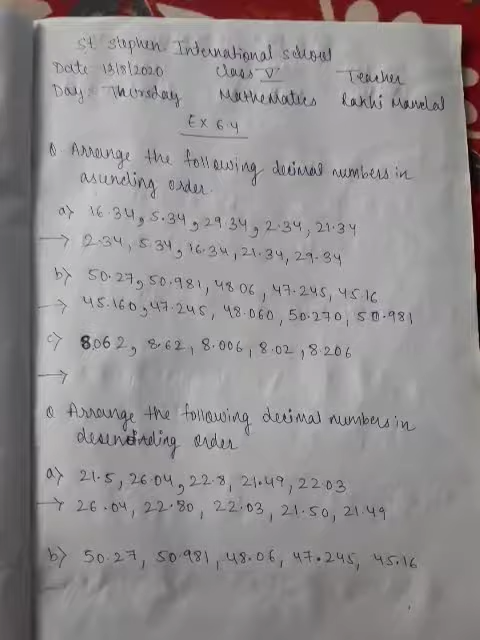 St. Stephen International school
Date: 13/8/2020 Class V Teacher
Day: Thursday Mathematics Rakhi Mandal
Ex 6.4
Q. Arrange the following decimal numbers in
asuending order.
a) 16.34, 5.34, 29.34, 2.34, 21.34
→ 2.34, 5.34, 16.34, 21.34, 29.34
b) 50.27, 50.981, 48.06, 47.245, 45.16
→ 45.160, 47.245, 48.060, 50.270, 50.981
c) 8.062, 8.62, 8.006, 8.02, 8.206
→
Q Arrange the following decimal numbers in
descending order
a) 21.5, 26.04, 22.8, 21.49, 22.03
→ 26.04, 22.80, 22.03, 21.50, 21.49
b) 50.27, 50.981, 48.06, 47.245, 45.16